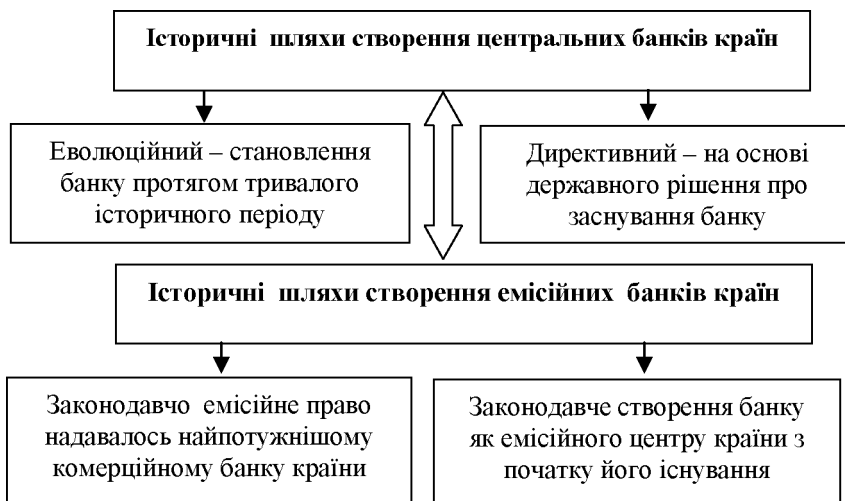 Історичні шляхи створення центральних банків країн
Еволюційний – становлення
банку протягом тривалого
історичного періоду
Директивний – на основі
державного рішення про
заснування банку
Історичні шляхи створення емісійних банків країн
Законодавчо емісійне право
надавалось найпотужнішому
комерційному банку країни
Законодавче створення банку
як емісійного центру країни з
початку його існування